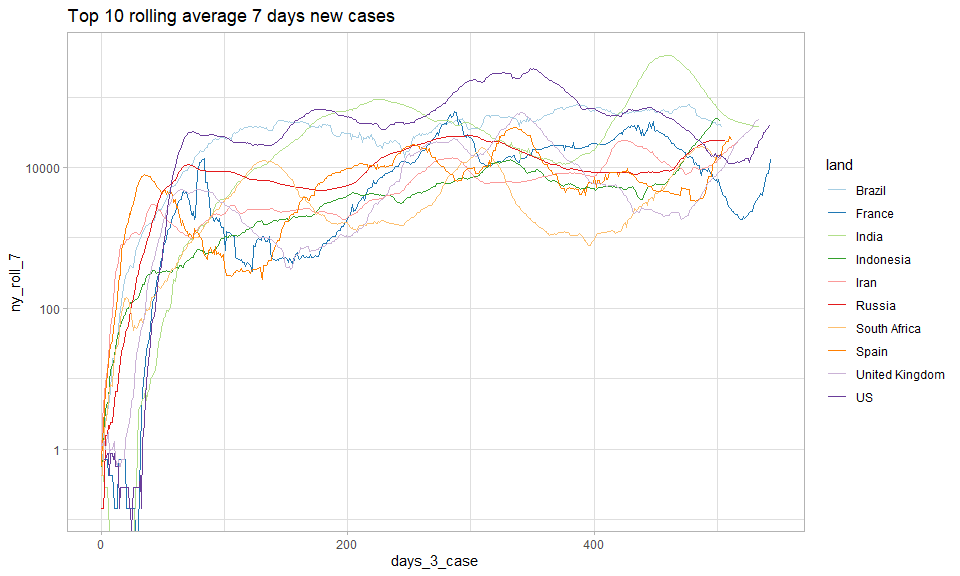 Top 10 rolling average 7 days new cases
ny_roll_7
10000
100
1
0
200
400
days_3_case
land
Brazil
France
India
Indonesia
Iran
Russia
South Africa
Spain
United Kingdom
US